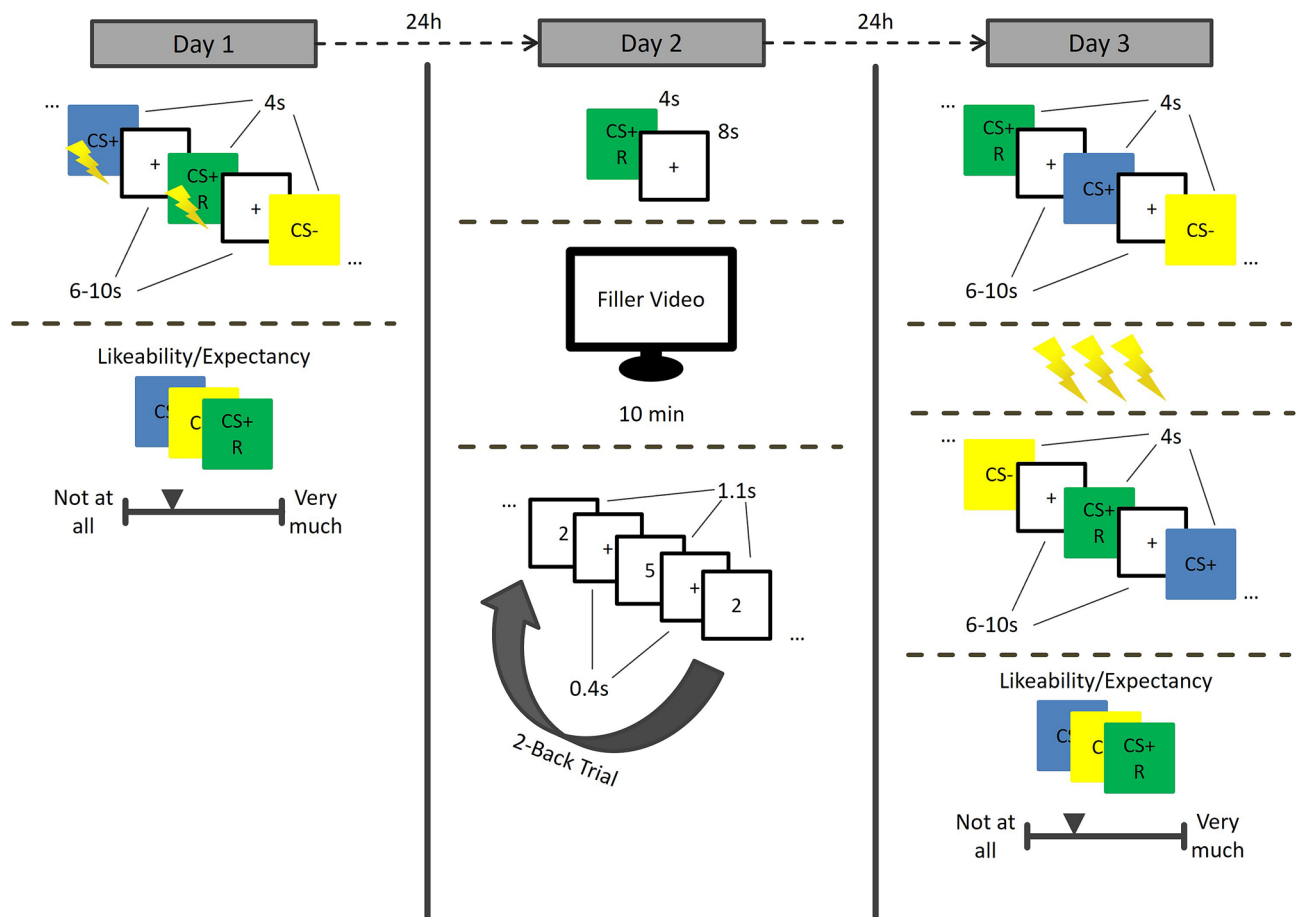 Day 1
24h
Day 2
24h
Day 3
...
CS+
4s
+
CS+
R
+
CS-
...
6-10s
Likeability/Expectancy
CS
C
CS+
R
Not at
all
Very
much
4s
CS+
R
8s
+
Filler Video
10 min
...
2
1.1s
+
5
+
2
...
0.4s
2-Back Trial
...
4s
CS+
R
+
CS+
+
CS-
...
6-10s
...
4s
CS-
+
CS+
R
+
CS+
...
6-10s
Likeability/Expectancy
CS
C
CS+
R
Not at
all
Very
much